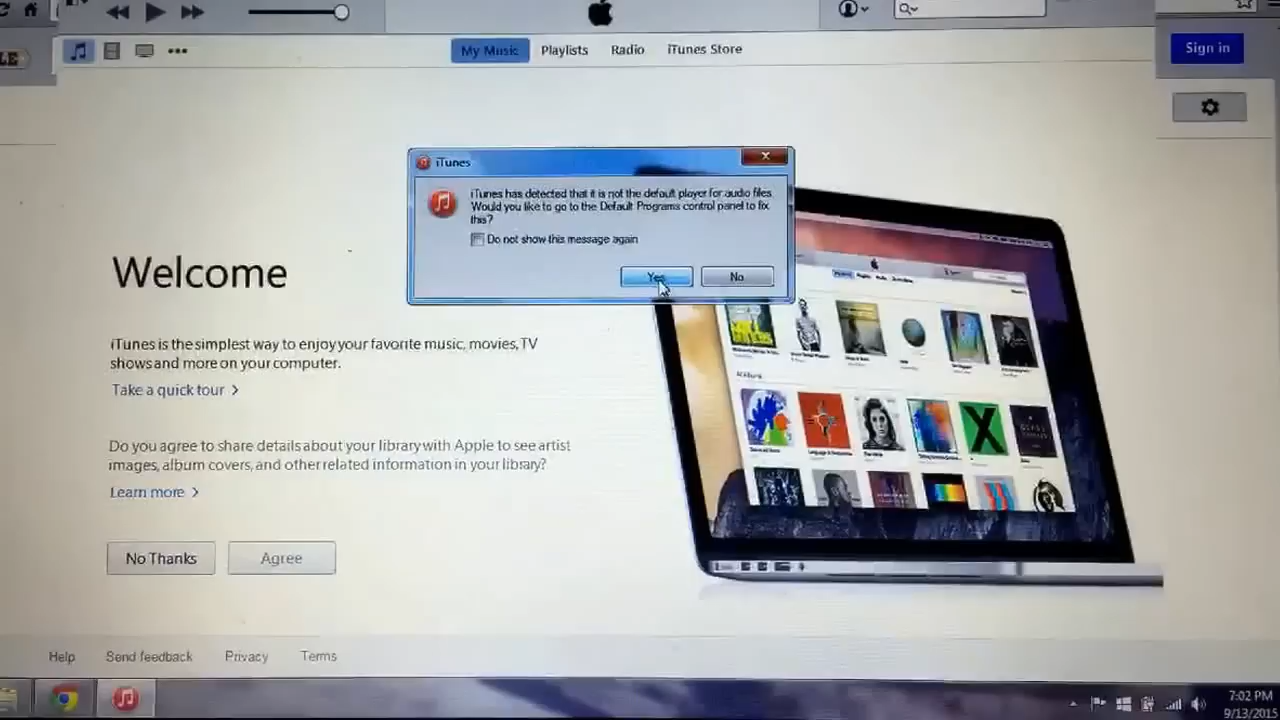 My Music Playlists Radio iTunes Store
Sign in
iTunes
iTunes has detected that it is not the default player for audio files.
Would you like to go to the Default Programs control panel to fix
this?
Do not show this message again
Yes No
Welcome
iTunes is the simplest way to enjoy your favorite music, movies, TV
shows and more on your computer.
Take a quick tour >
Do you agree to share details about your library with Apple to see artist
images, album covers, and other related information in your library?
Learn more >
No Thanks Agree
Help Send feedback Privacy Terms
7:02 PM
9/13/2015